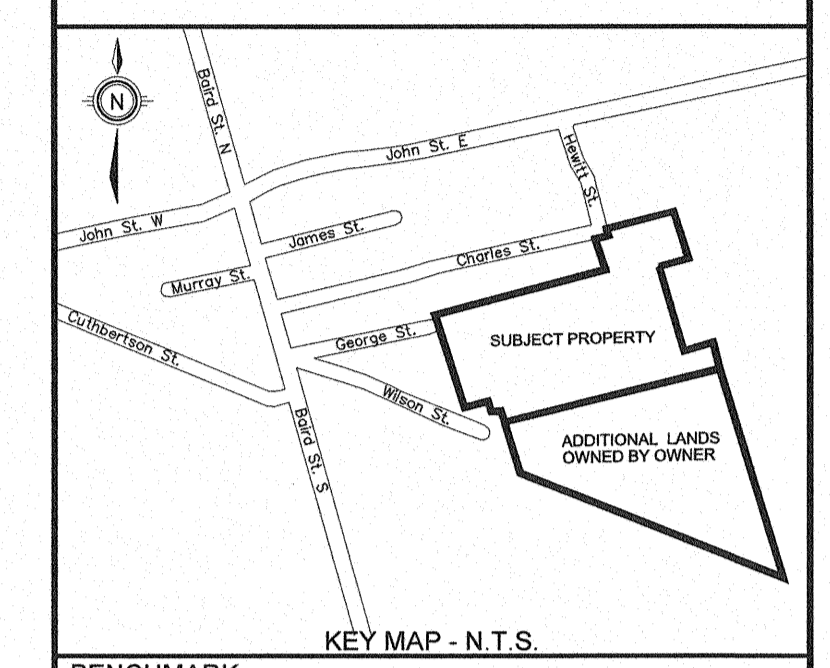 N
Baird St. N
John St. E
Hewitt St.
John St. W
James St.
Charles St.
Murray St.
Cuthbertson St.
George St.
SUBJECT PROPERTY
Wilson St.
Baird St. S
ADDITIONAL LANDS
OWNED BY OWNER
KEY MAP - N.T.S.
BENCHMARK